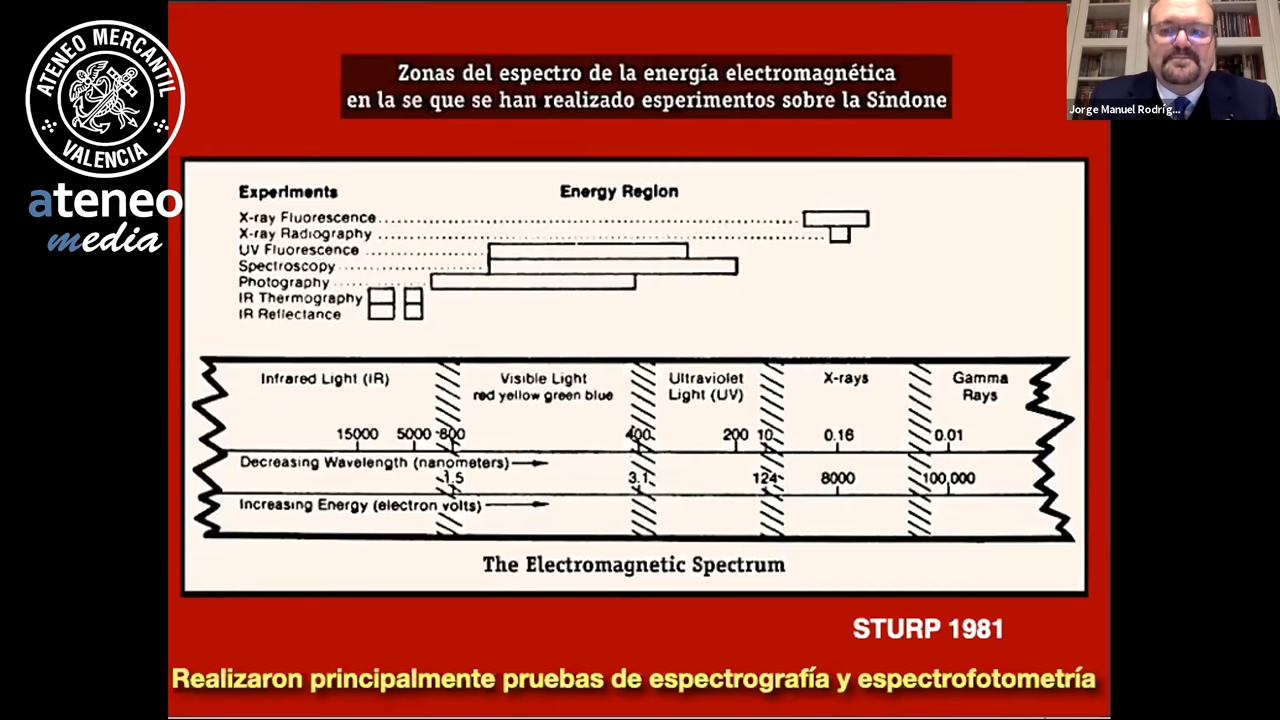 ATENEO MERCANTIL
VALENCIA
ateneo
media
Jorge Manuel Rodríg...
Zonas del espectro de la energía electromagnética
en la se que se han realizado esperimentos sobre la Síndone
Experiments Energy Region
X-ray Fluorescence
X-ray Radiography
UV Fluorescence
Spectroscopy
Photography
IR Thermography
IR Reflectance
Infrared Light (IR) Visible Light Ultraviolet X-rays Gamma
red yellow green blue Light (UV) Rays
15000 5000 800 400 200 10 0.16 0.01
Decreasing Wavelength (nanometers)
1.5 3.1 124 8000 100,000
Increasing Energy (electron volts)
The Electromagnetic Spectrum
STURP 1981
Realizaron principalmente pruebas de espectrografía y espectrofotometría